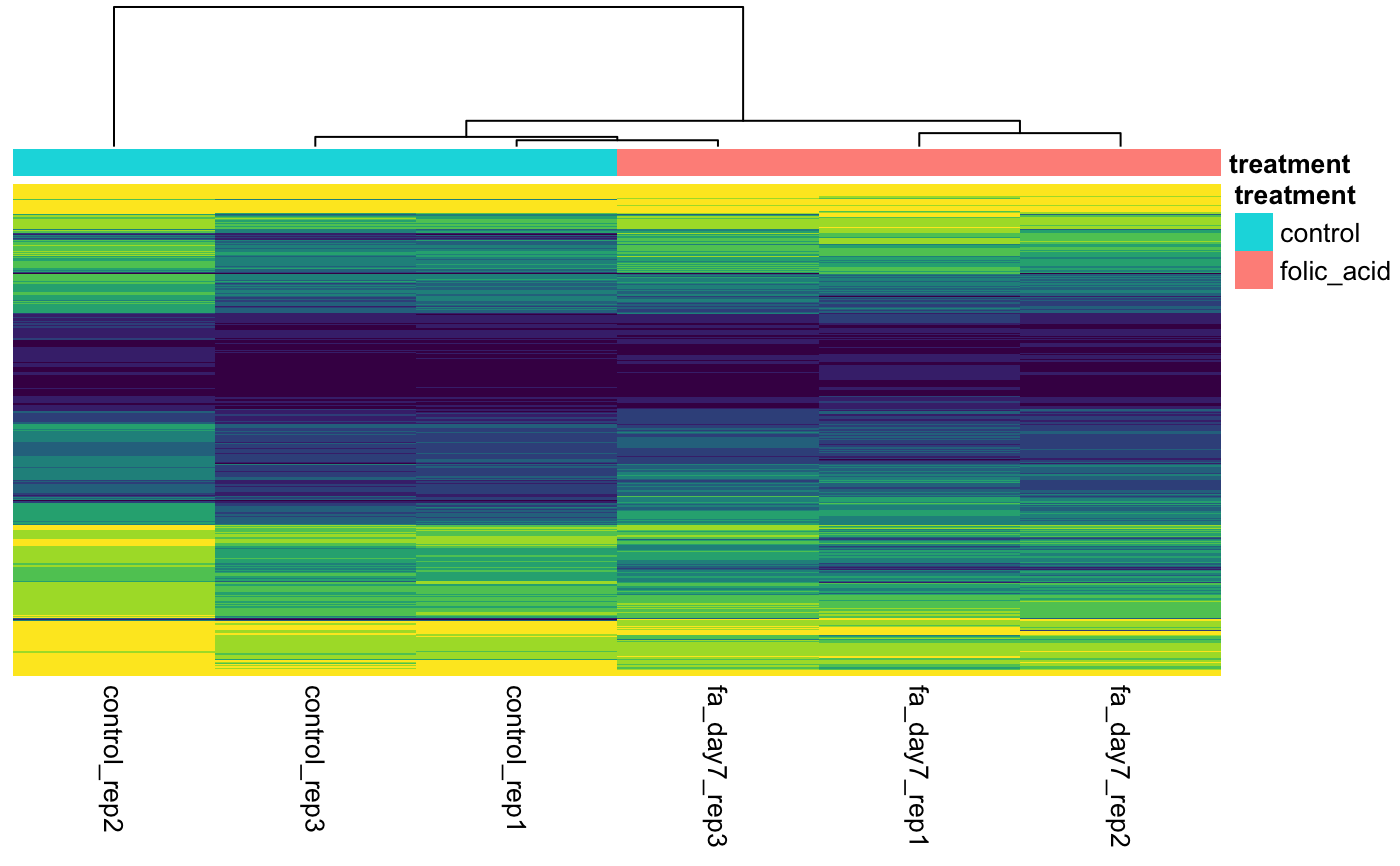 treatment
treatment
control
folic_acid
control_rep2
control_rep3
control_rep1
fa_day7_rep3
fa_day7_rep1
fa_day7_rep2